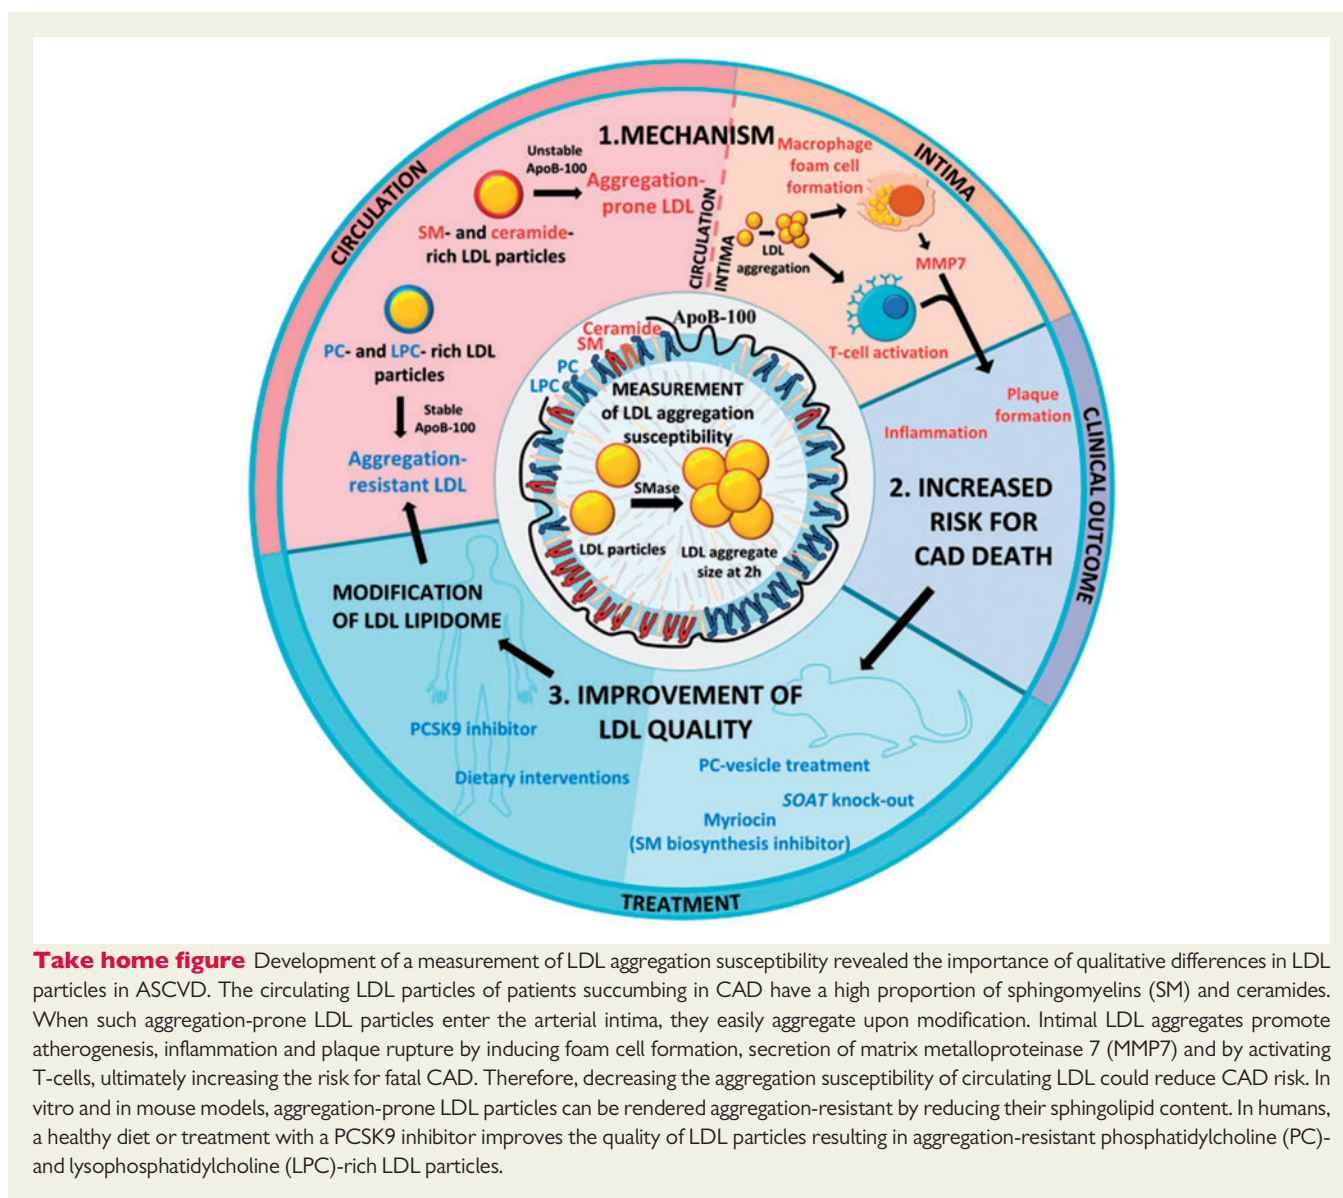 CIRCULATION
1.MECHANISM
Unstable
ApoB-100
Aggregation-
prone LDL
SM- and ceramide-
rich LDL particles
PC- and LPC- rich LDL
particles
Stable
ApoB-100
Aggregation-
resistant LDL
CIRCULATION
INTIMA
INTIMA
Macrophage
foam cell
formation
LDL
aggregation
MMP7
T-cell activation
Plaque
formation
Inflammation
CLINICAL OUTCOME
2. INCREASED
RISK FOR
CAD DEATH
ApoB-100
Ceramide
SM
PC
LPC
MEASUREMENT
of LDL aggregation
susceptibility
SMase
LDL particles
LDL aggregate
size at 2h
MODIFICATION
OF LDL LIPIDOME
3. IMPROVEMENT OF
LDL QUALITY
PCSK9 inhibitor
Dietary interventions
PC-vesicle treatment
SOAT knock-out
Myriocin
(SM biosynthesis inhibitor)
TREATMENT
Take home figure Development of a measurement of LDL aggregation susceptibility revealed the importance of qualitative differences in LDL
particles in ASCVD. The circulating LDL particles of patients succumbing in CAD have a high proportion of sphingomyelins (SM) and ceramides.
When such aggregation-prone LDL particles enter the arterial intima, they easily aggregate upon modification. Intimal LDL aggregates promote
atherogenesis, inflammation and plaque rupture by inducing foam cell formation, secretion of matrix metalloproteinase 7 (MMP7) and by activating
T-cells, ultimately increasing the risk for fatal CAD. Therefore, decreasing the aggregation susceptibility of circulating LDL could reduce CAD risk. In
vitro and in mouse models, aggregation-prone LDL particles can be rendered aggregation-resistant by reducing their sphingolipid content. In humans,
a healthy diet or treatment with a PCSK9 inhibitor improves the quality of LDL particles resulting in aggregation-resistant phosphatidylcholine (PC)-
and lysophosphatidylcholine (LPC)-rich LDL particles.